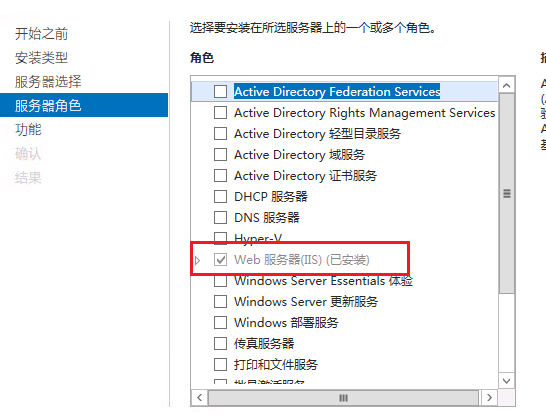 选择要安装在所选服务器上的一个或多个角色。
开始之前
安装类型
服务器选择
服务器角色
功能
确认
结果
角色
Active Directory Federation Services
Active Directory Rights Management Services
Active Directory 轻型目录服务
Active Directory 域服务
Active Directory 证书服务
DHCP 服务器
DNS 服务器
Hyper-V
Web 服务器(IIS) (已安装)
Windows Server Essentials 体验
Windows Server 更新服务
Windows 部署服务
传真服务器
打印和文件服务
批量激活服务